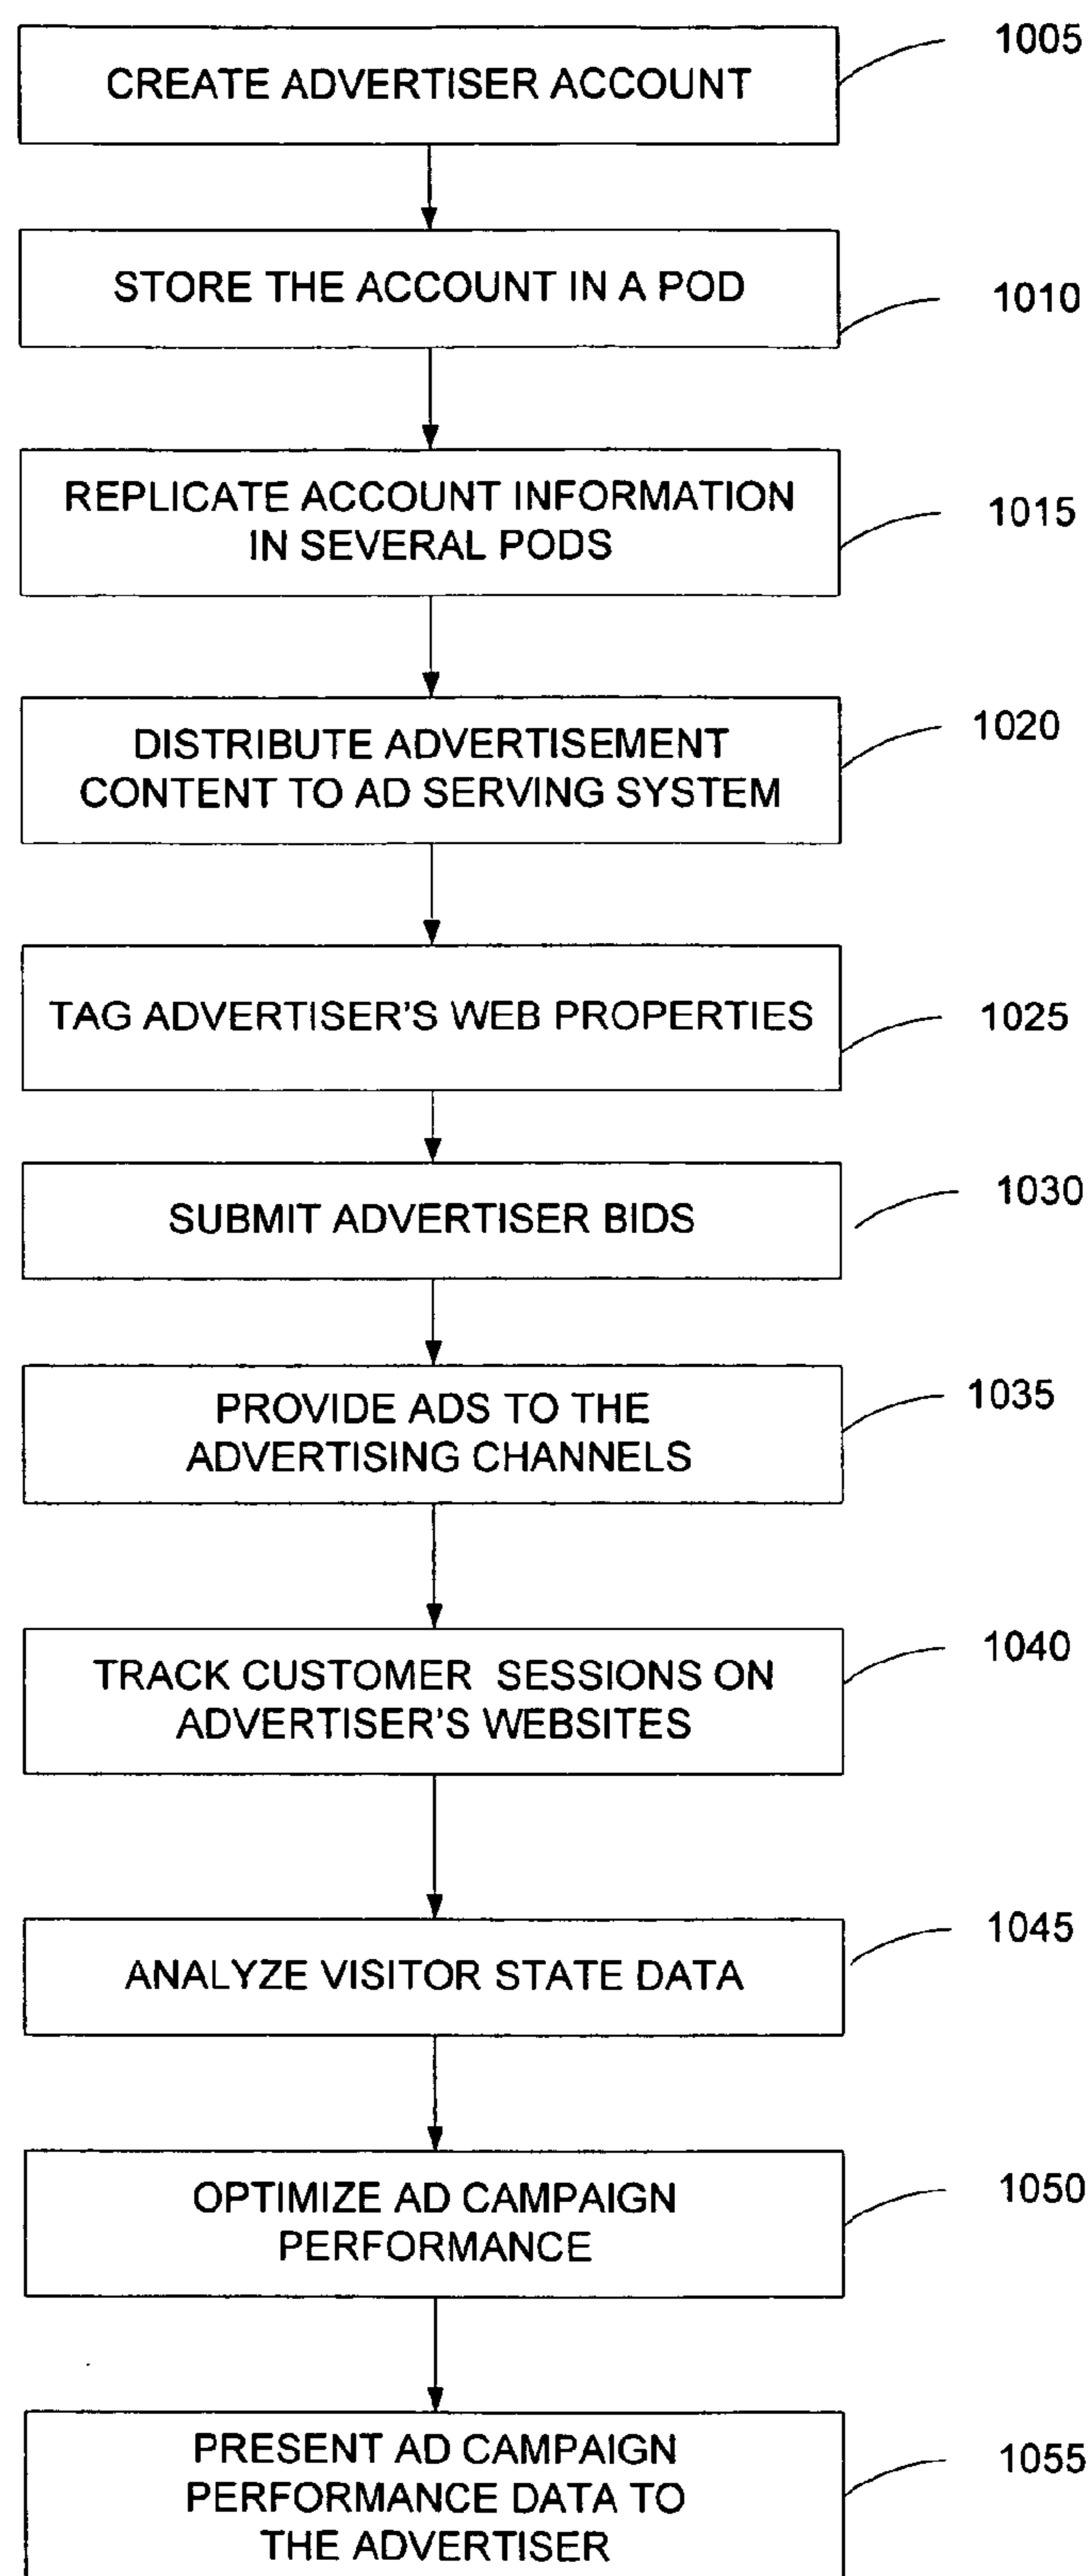 CREATE ADVERTISER ACCOUNT
1005
STORE THE ACCOUNT IN A POD
1010
REPLICATE ACCOUNT INFORMATION
IN SEVERAL PODS
1015
DISTRIBUTE ADVERTISEMENT
CONTENT TO AD SERVING SYSTEM
1020
TAG ADVERTISER'S WEB PROPERTIES
1025
SUBMIT ADVERTISER BIDS
1030
PROVIDE ADS TO THE
ADVERTISING CHANNELS
1035
TRACK CUSTOMER SESSIONS ON
ADVERTISER'S WEBSITES
1040
ANALYZE VISITOR STATE DATA
1045
OPTIMIZE AD CAMPAIGN
PERFORMANCE
1050
PRESENT AD CAMPAIGN
PERFORMANCE DATA TO
THE ADVERTISER
1055